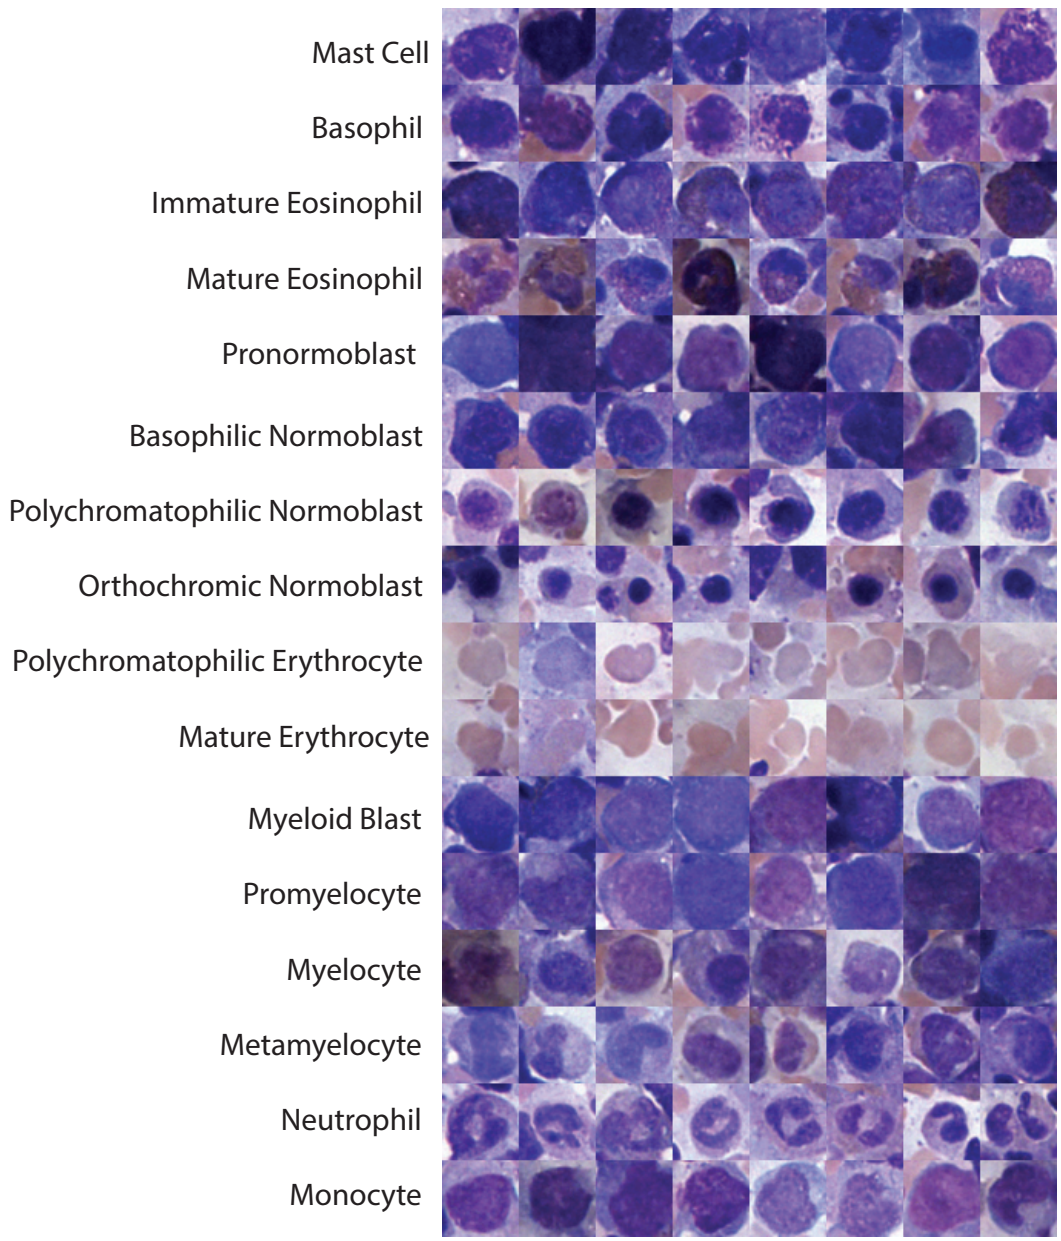 Mast Cell
Basophil
Immature Eosinophil
Mature Eosinophil
Pronormoblast
Basophilic Normoblast
Polychromatophilic Normoblast
Orthochromic Normoblast
Polychromatophilic Erythrocyte
Mature Erythrocyte
Myeloid Blast
Promyelocyte
Myelocyte
Metamyelocyte
Neutrophil
Monocyte